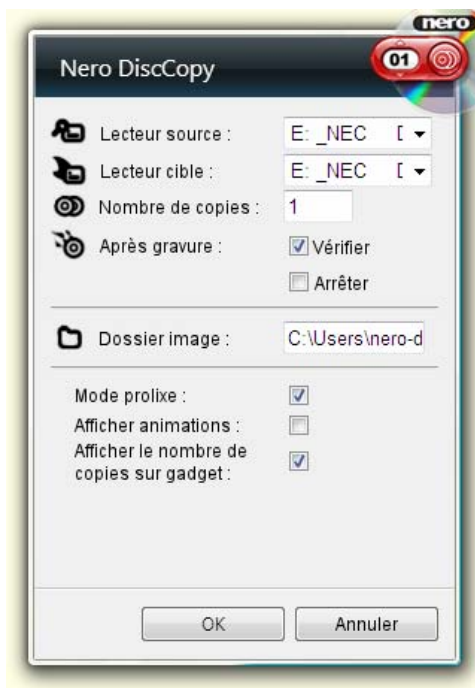 nero
01
Nero DiscCopy
Lecteur source : E: _NEC [
Lecteur cible : E: _NEC [
Nombre de copies : 1
Après gravure : Vérifier
Arrêter
Dossier image : C:\Users\nero-d
Mode prolixe :
Afficher animations :
Afficher le nombre de
copies sur gadget :
OK Annuler